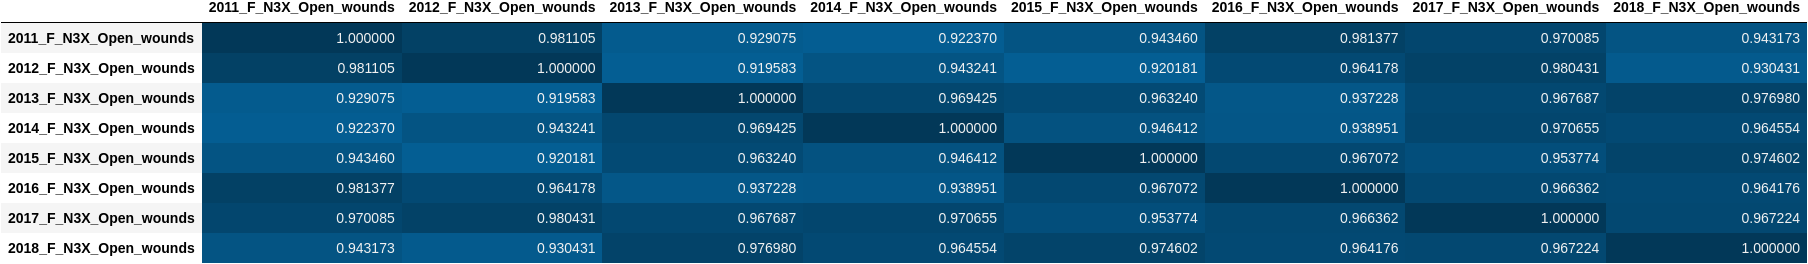 2011_F_N3X_Open_wounds 2012_F_N3X_Open_wounds 2013_F_N3X_Open_wounds 2014_F_N3X_Open_wounds 2015_F_N3X_Open_wounds 2016_F_N3X_Open_wounds 2017_F_N3X_Open_wounds 2018_F_N3X_Open_wounds
2011_F_N3X_Open_wounds 1.000000 0.981105 0.929075 0.922370 0.943460 0.981377 0.970085 0.943173
2012_F_N3X_Open_wounds 0.981105 1.000000 0.919583 0.943241 0.920181 0.964178 0.980431 0.930431
2013_F_N3X_Open_wounds 0.929075 0.919583 1.000000 0.969425 0.963240 0.937228 0.967687 0.976980
2014_F_N3X_Open_wounds 0.922370 0.943241 0.969425 1.000000 0.946412 0.938951 0.970655 0.964554
2015_F_N3X_Open_wounds 0.943460 0.920181 0.963240 0.946412 1.000000 0.967072 0.953774 0.974602
2016_F_N3X_Open_wounds 0.981377 0.964178 0.937228 0.938951 0.967072 1.000000 0.966362 0.964176
2017_F_N3X_Open_wounds 0.970085 0.980431 0.967687 0.970655 0.953774 0.966362 1.000000 0.967224
2018_F_N3X_Open_wounds 0.943173 0.930431 0.976980 0.964554 0.974602 0.964176 0.967224 1.000000